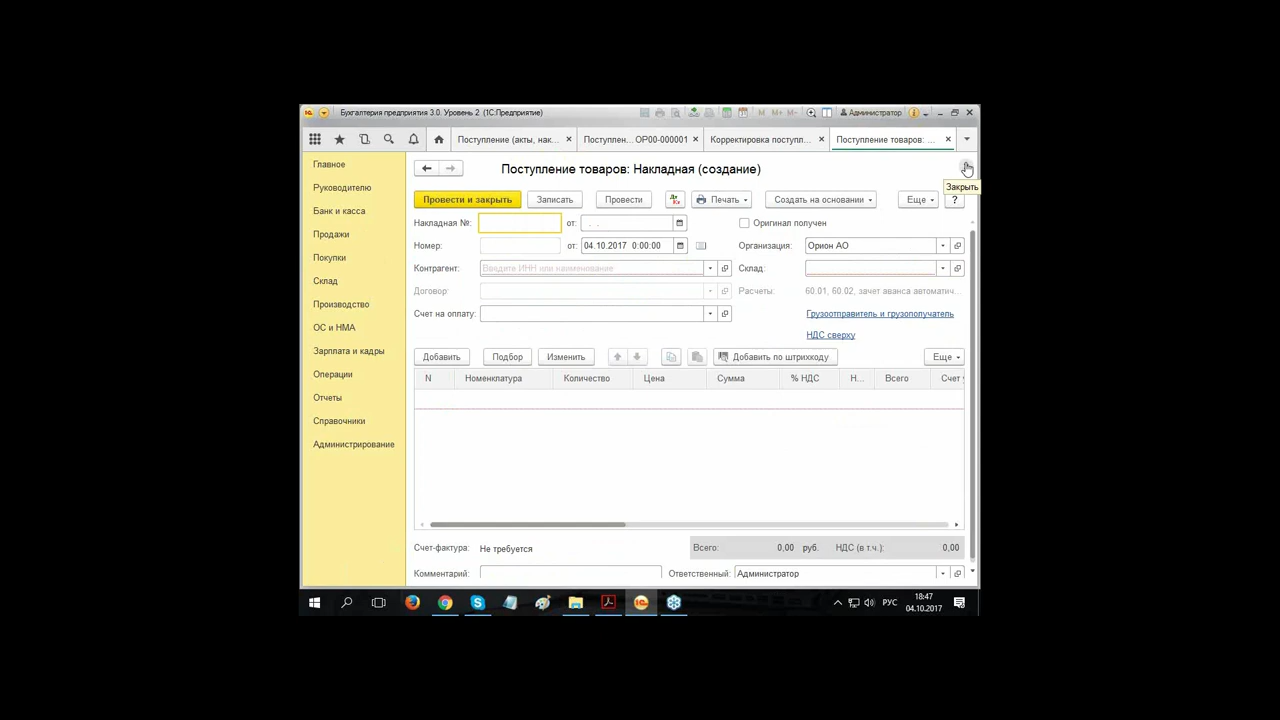 Бухгалтерия предприятия 3.0. Уровень 2 (1С:Предприятие)
M M+ M-
Администратор
Поступление (акты, нак...
Поступлен... ОР00-000001
Корректировка поступл...
Поступление товаров: ...
Главное
Руководителю
Банк и касса
Продажи
Покупки
Склад
Производство
ОС и НМА
Зарплата и кадры
Операции
Отчеты
Справочники
Администрирование
Поступление товаров: Накладная (создание)
Закрыть
Провести и закрыть
Записать
Провести
Дт Кт
Печать
Создать на основании
Еще
?
Накладная №:
от:
. .
Оригинал получен
Номер:
от:
04.10.2017 0:00:00
Организация:
Орион АО
Контрагент:
Введите ИНН или наименование
Склад:
Договор:
Расчеты:
60.01, 60.02, зачет аванса автоматич...
Счет на оплату:
Грузоотправитель и грузополучатель
НДС сверху
Добавить
Подбор
Изменить
Добавить по штрихкоду
Еще
N
Номенклатура
Количество
Цена
Сумма
% НДС
Н...
Всего
Счет у
Счет-фактура:
Не требуется
Всего:
0,00
руб.
НДС (в т.ч.):
0,00
Комментарий:
Ответственный:
Администратор
РУС
18:47
04.10.2017